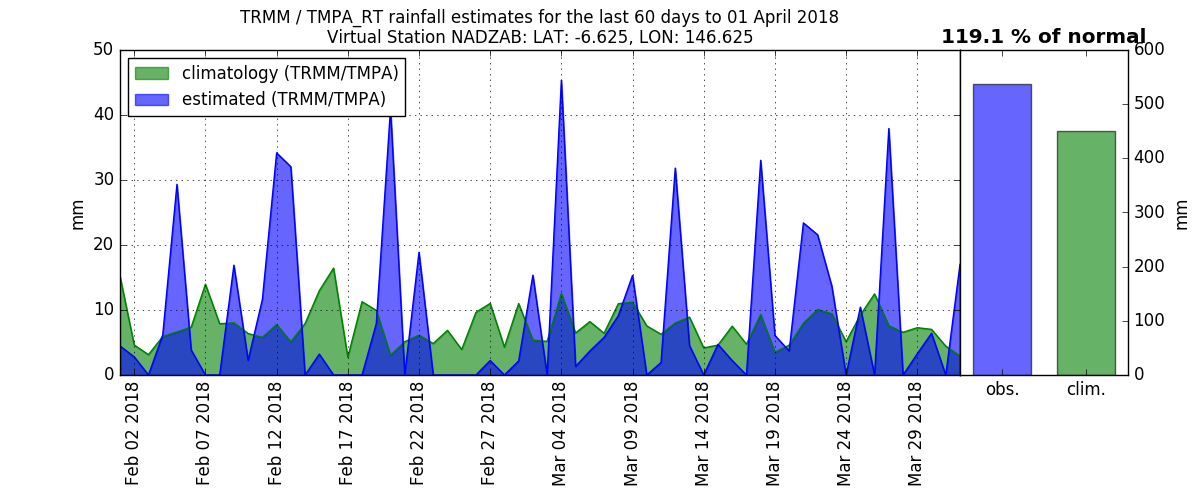 TRMM / TMPA_RT rainfall estimates for the last 60 days to 01 April 2018
Virtual Station NADZAB: LAT: -6.625, LON: 146.625
119.1 % of normal
climatology (TRMM/TMPA)
estimated (TRMM/TMPA)
50
40
30
20
10
0
mm
600
500
400
300
200
100
0
mm
Feb 02 2018
Feb 07 2018
Feb 12 2018
Feb 17 2018
Feb 22 2018
Feb 27 2018
Mar 04 2018
Mar 09 2018
Mar 14 2018
Mar 19 2018
Mar 24 2018
Mar 29 2018
obs.
clim.